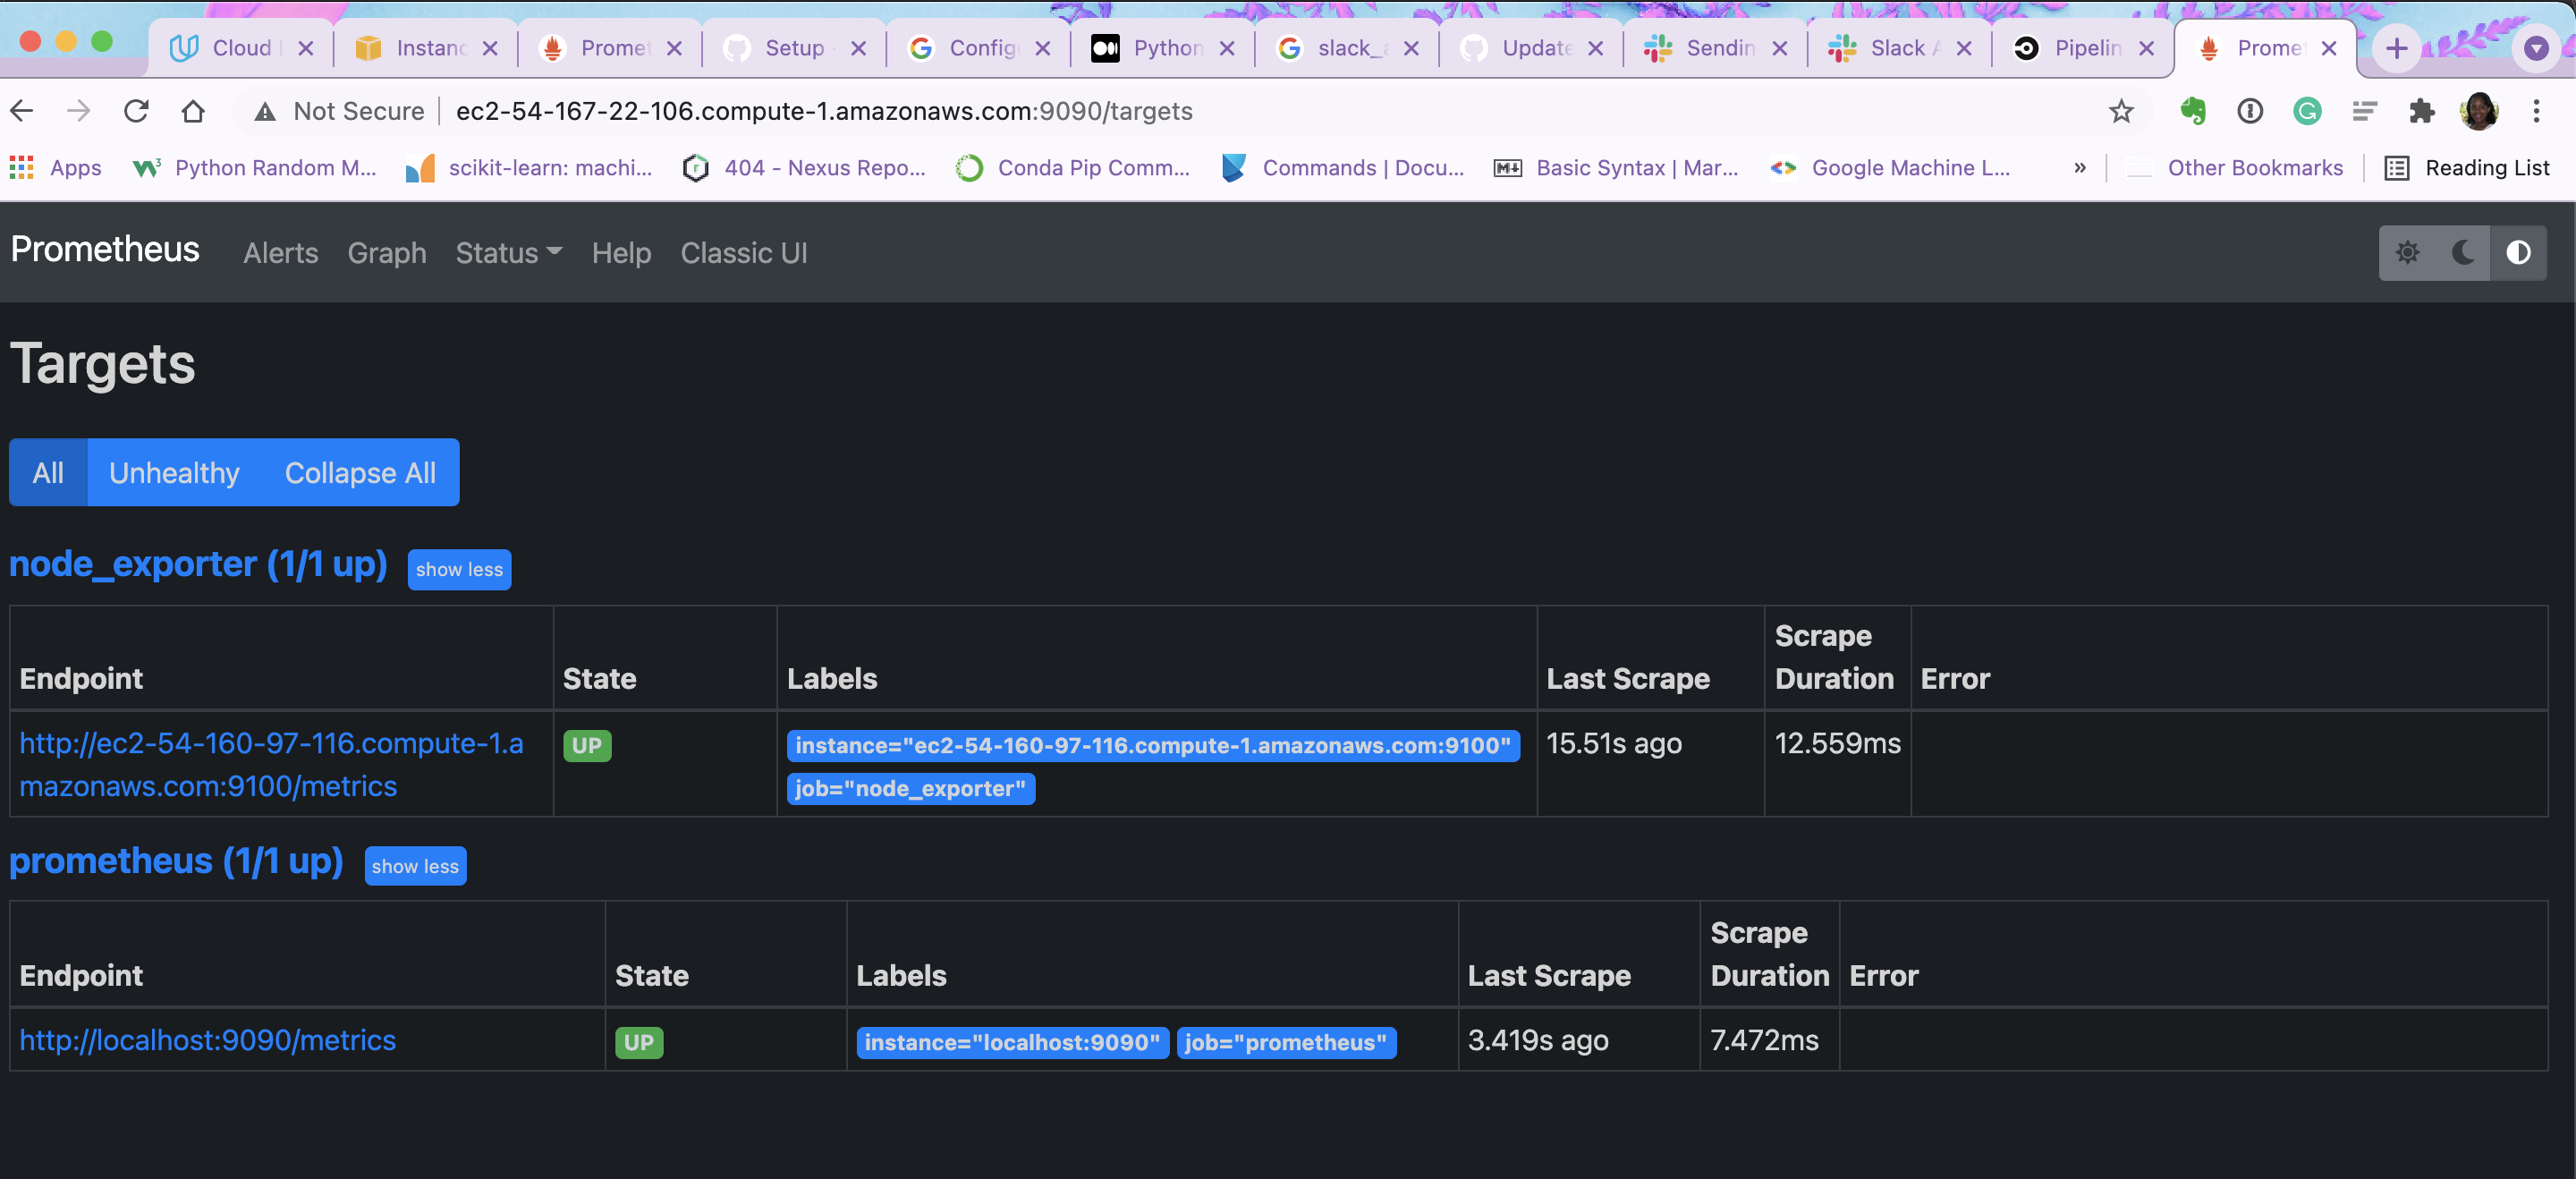 Cloud
Instanc
Promet
Setup
Config
Python
slack_
Update
Sendin
Slack
Pipelin
Promet
Not Secure
ec2-54-167-22-106.compute-1.amazonaws.com:9090/targets
Apps
Python Random M...
scikit-learn: machi...
404 - Nexus Repo...
Conda Pip Comm...
Commands | Docu...
Basic Syntax | Mar...
Google Machine L...
»
Other Bookmarks
Reading List
Prometheus Alerts Graph Status Help Classic UI
Targets
All Unhealthy Collapse All
node_exporter (1/1 up) show less
Endpoint State Labels Last Scrape Scrape Duration Error
http://ec2-54-160-97-116.compute-1.a
mazonaws.com:9100/metrics
UP
instance="ec2-54-160-97-116.compute-1.amazonaws.com:9100"
job="node_exporter"
15.51s ago
12.559ms
prometheus (1/1 up) show less
Endpoint State Labels Last Scrape Scrape Duration Error
http://localhost:9090/metrics UP instance="localhost:9090" job="prometheus" 3.419s ago 7.472ms